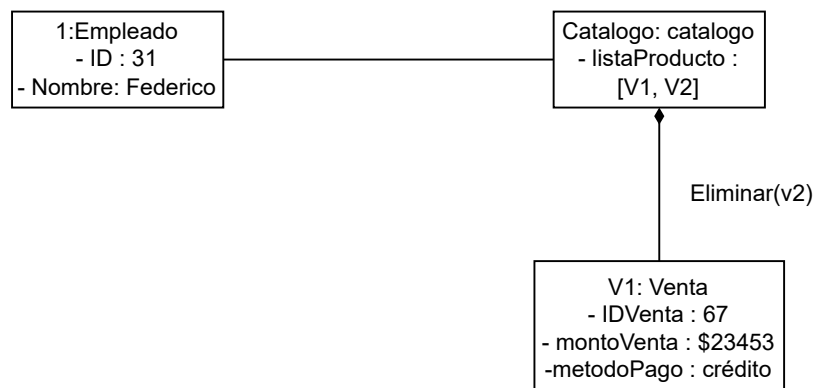 1:Empleado
- ID : 31
- Nombre: Federico
Catalogo: catalogo
- listaProducto :
[V1, V2]
Eliminar(v2)
V1: Venta
- IDVenta : 67
- montoVenta : $23453
-metodoPago : crédito